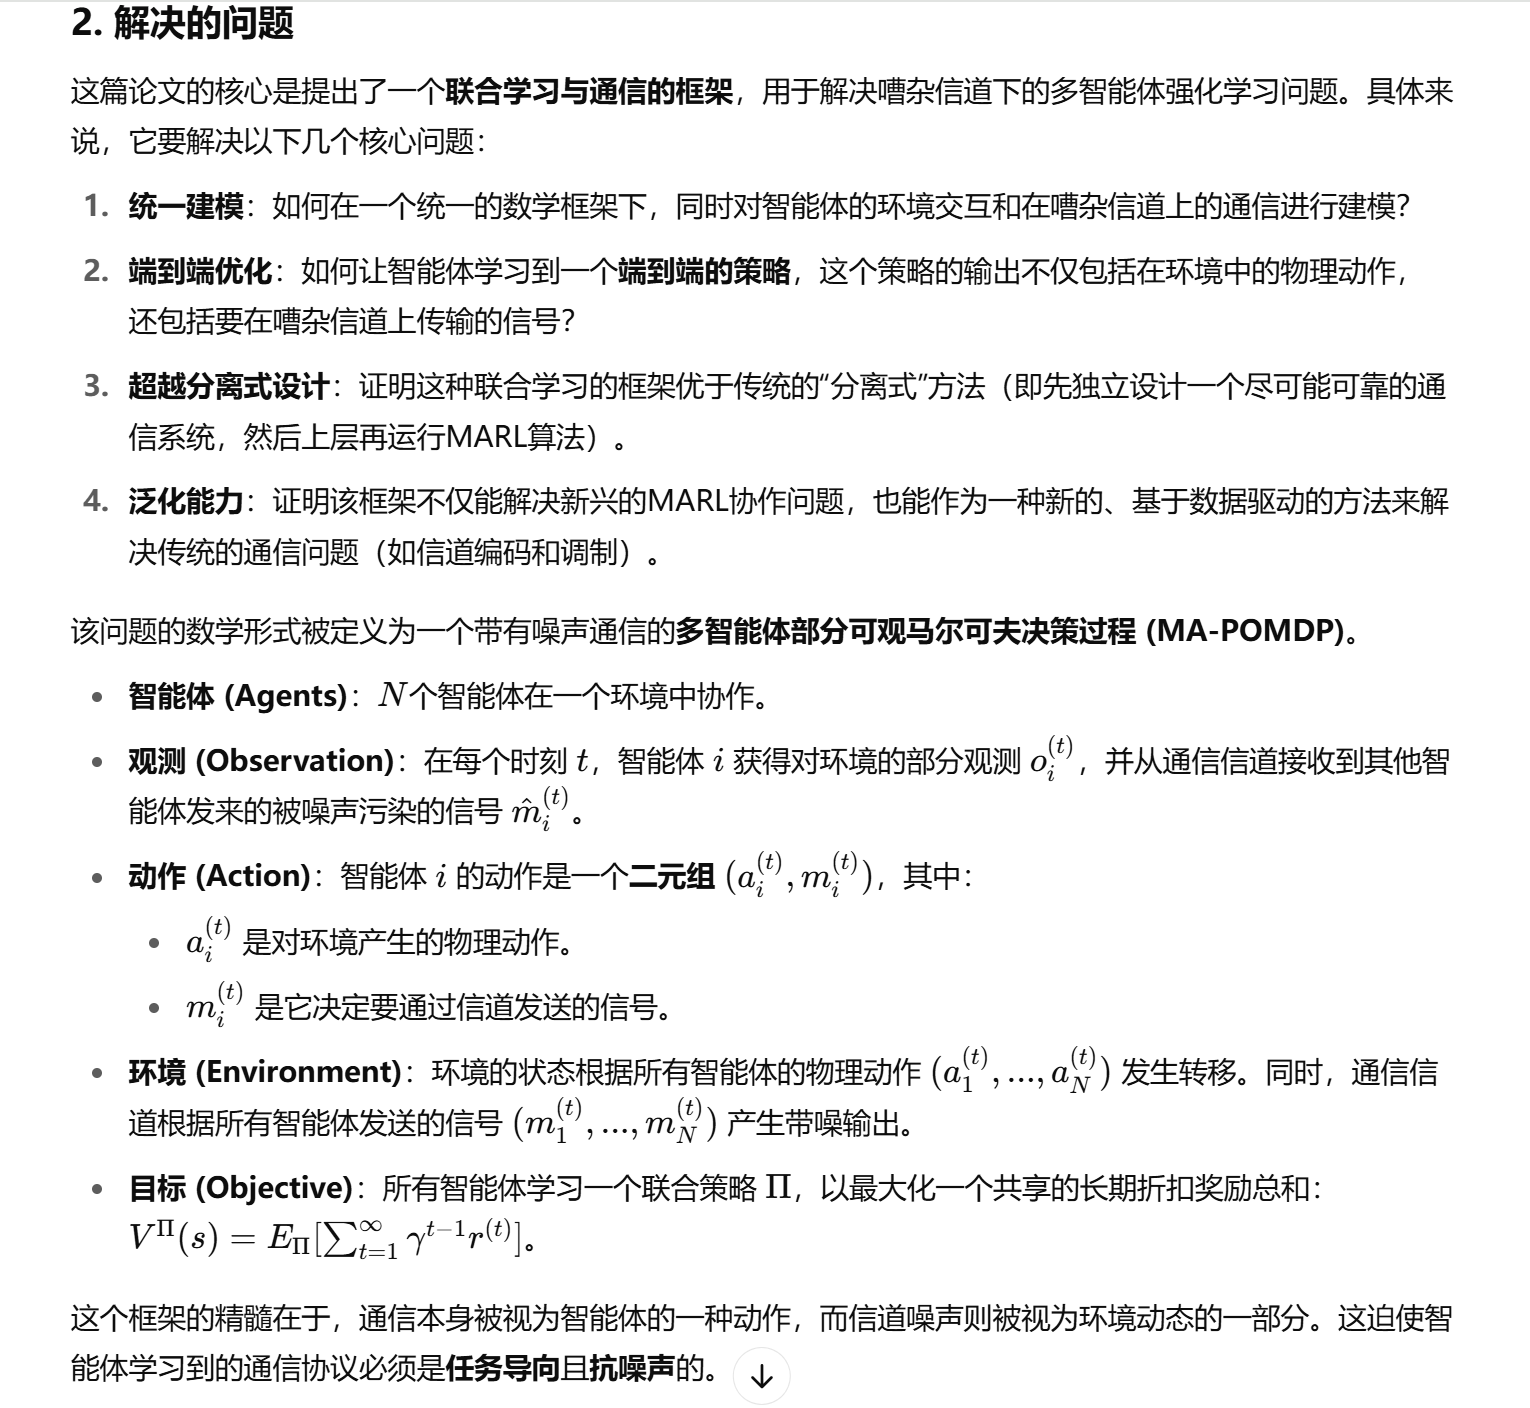 2. 解决的问题
这篇论文的核心是提出了一个联合学习与通信的框架，用于解决嘈杂信道下的多智能体强化学习问题。具体来
说，它要解决以下几个核心问题：
1. 统一建模：如何在一个统一的数学框架下，同时对智能体的环境交互和在嘈杂信道上的通信进行建模？
2. 端到端优化：如何让智能体学习到一个端到端的策略，这个策略的输出不仅包括在环境中的物理动作，
还包括要在嘈杂信道上传输的信号？
3. 超越分离式设计：证明这种联合学习的框架优于传统的“分离式”方法（即先独立设计一个尽可能可靠的通
信系统，然后上层再运行MARL算法）。
4. 泛化能力：证明该框架不仅能解决新兴的MARL协作问题，也能作为一种新的、基于数据驱动的方法来解
决传统的通信问题（如信道编码和调制）。
该问题的数学形式被定义为一个带有噪声通信的多智能体部分可观马尔可夫决策过程 (MA-POMDP)。
• 智能体 (Agents)：$N$个智能体在一个环境中协作。
• 观测 (Observation)：在每个时刻 $t$，智能体 $i$ 获得对环境的部分观测 $o_i^{(t)}$，并从通信信道接收到其他智
能体发来的被噪声污染的信号 $\hat{m}_i^{(t)}$。
• 动作 (Action)：智能体 $i$ 的动作是一个二元组 $(a_i^{(t)}, m_i^{(t)})$，其中：
• $a_i^{(t)}$ 是对环境产生的物理动作。
• $m_i^{(t)}$ 是它决定要通过信道发送的信号。
• 环境 (Environment)：环境的状态根据所有智能体的物理动作 $(a_1^{(t)}, ..., a_N^{(t)})$ 发生转移。同时，通信信
道根据所有智能体发送的信号 $(m_1^{(t)}, ..., m_N^{(t)})$ 产生带噪输出。
• 目标 (Objective)：所有智能体学习一个联合策略 $\Pi$，以最大化一个共享的长期折扣奖励总和：
$V^{\Pi}(s) = E_{\Pi}[\sum_{t=1}^{\infty} \gamma^{t-1} r^{(t)}]$。
这个框架的精髓在于，通信本身被视为智能体的一种动作，而信道噪声则被视为环境动态的一部分。这迫使智
能体学习到的通信协议必须是任务导向且抗噪声的。